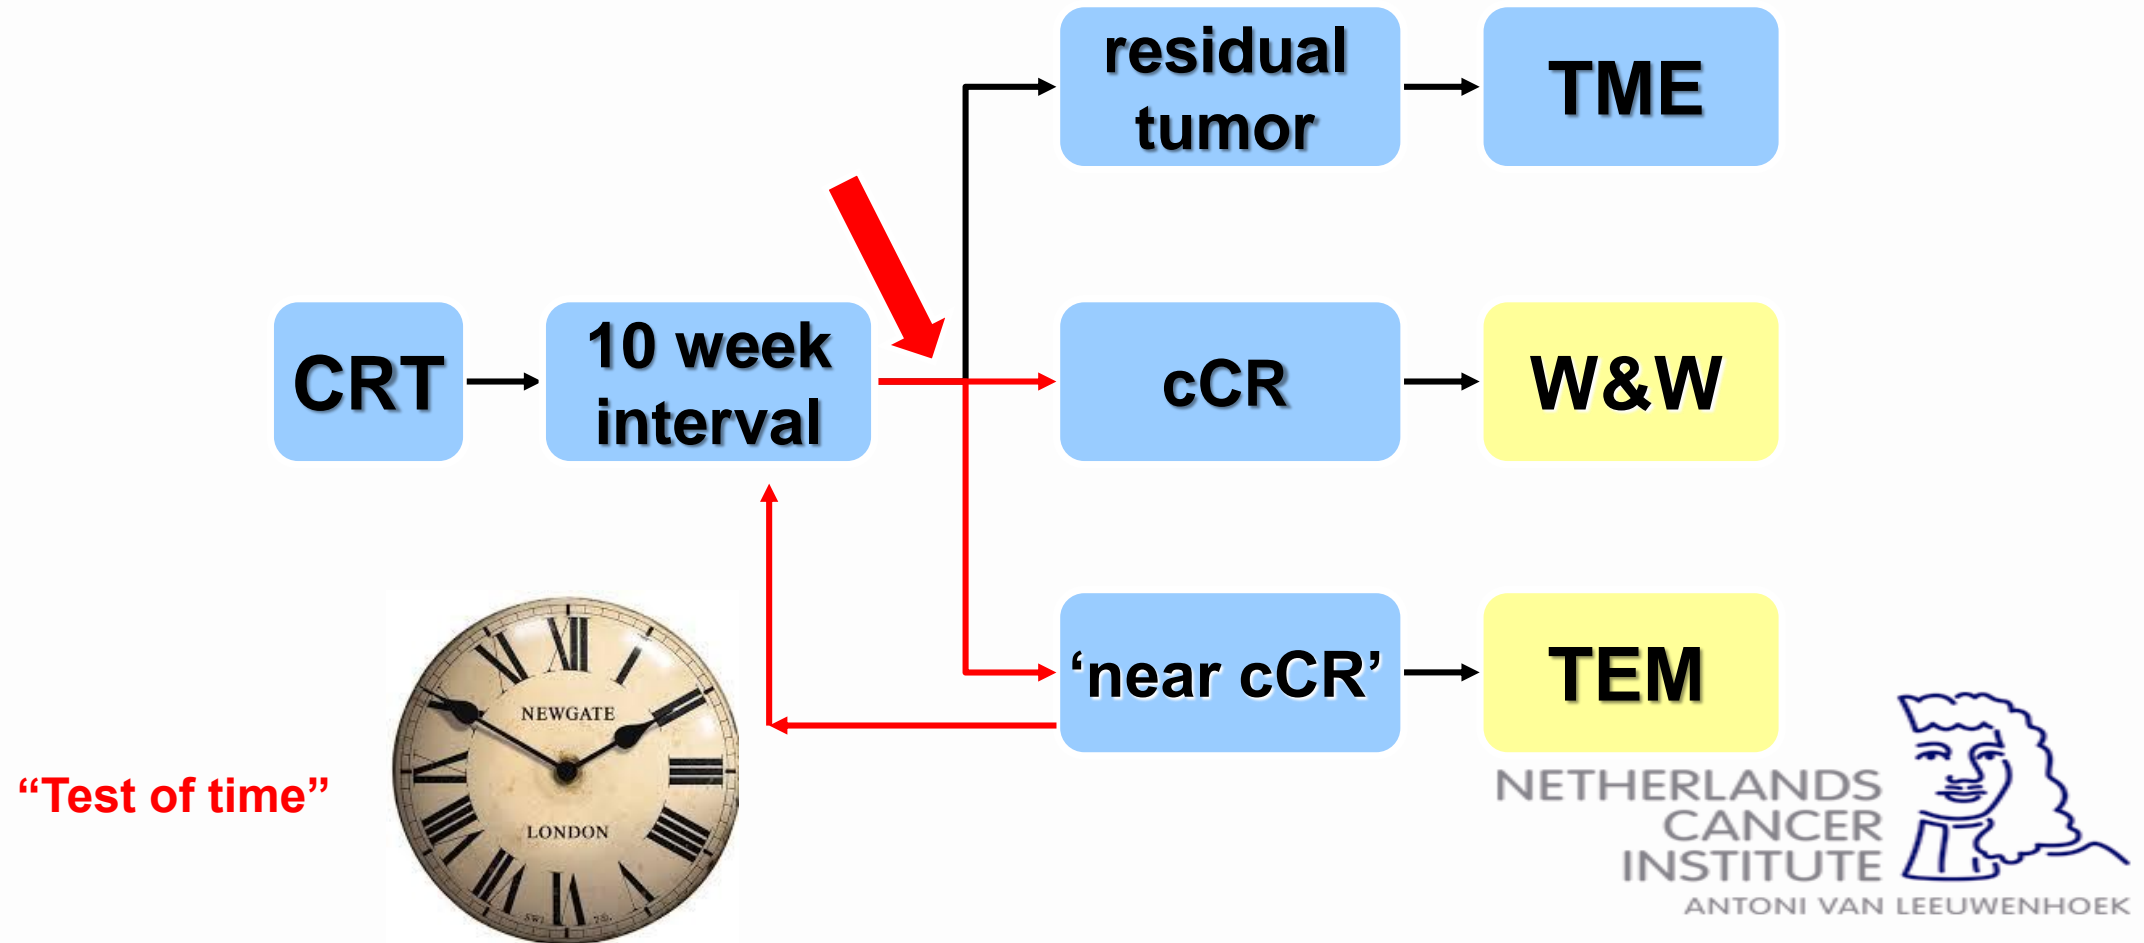 residual
tumor
TME
CRT
10 week
interval
cCR
W&W
‘near cCR’
TEM
“Test of time”
XII
NEWGATE
LONDON
NETHERLANDS
CANCER
INSTITUTE
ANTONI VAN LEEUWENHOEK